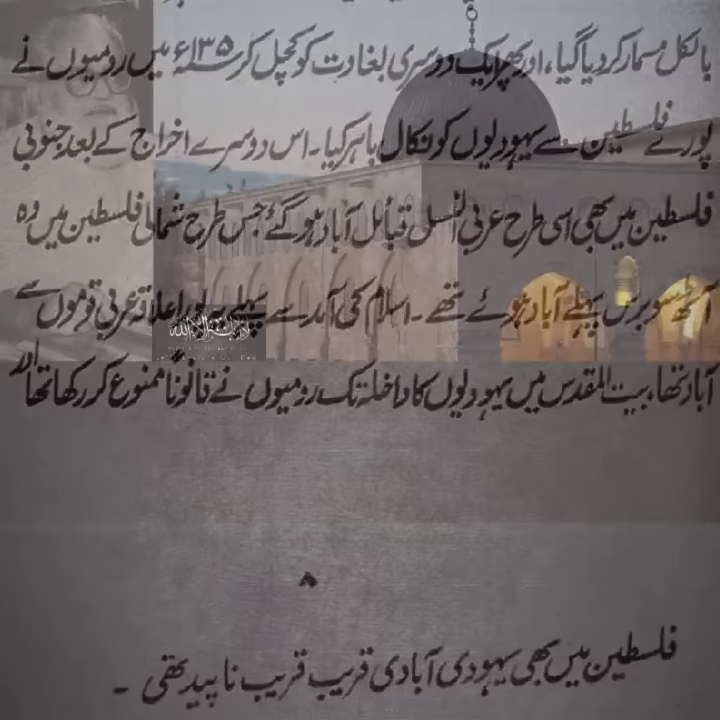 بالکل مسمار کر دیا گیا، اور پھر ایک دوسری بغاوت کو کچل کر ۱۳۵ء میں رومیوں نے
پورے فلسطین سے یہودیوں کو نکال باہر کیا۔ اس دوسرے اخراج کے بعد جنوبی
فلسطین میں بھی اسی طرح عربی النسل قبائل آباد ہو گئے جس طرح شمالی فلسطین میں وہ
آٹھ سو برس پہلے آباد ہوئے تھے۔ اسلام کی آمد سے پہلے یہ پورا علاقہ عربی قوموں سے
آباد تھا، بیت المقدس میں یہودیوں کا داخلہ تک رومیوں نے قانوناً ممنوع کر رکھا تھا اور
۸
فلسطین میں بھی یہودی آبادی قریب قریب ناپید تھی۔